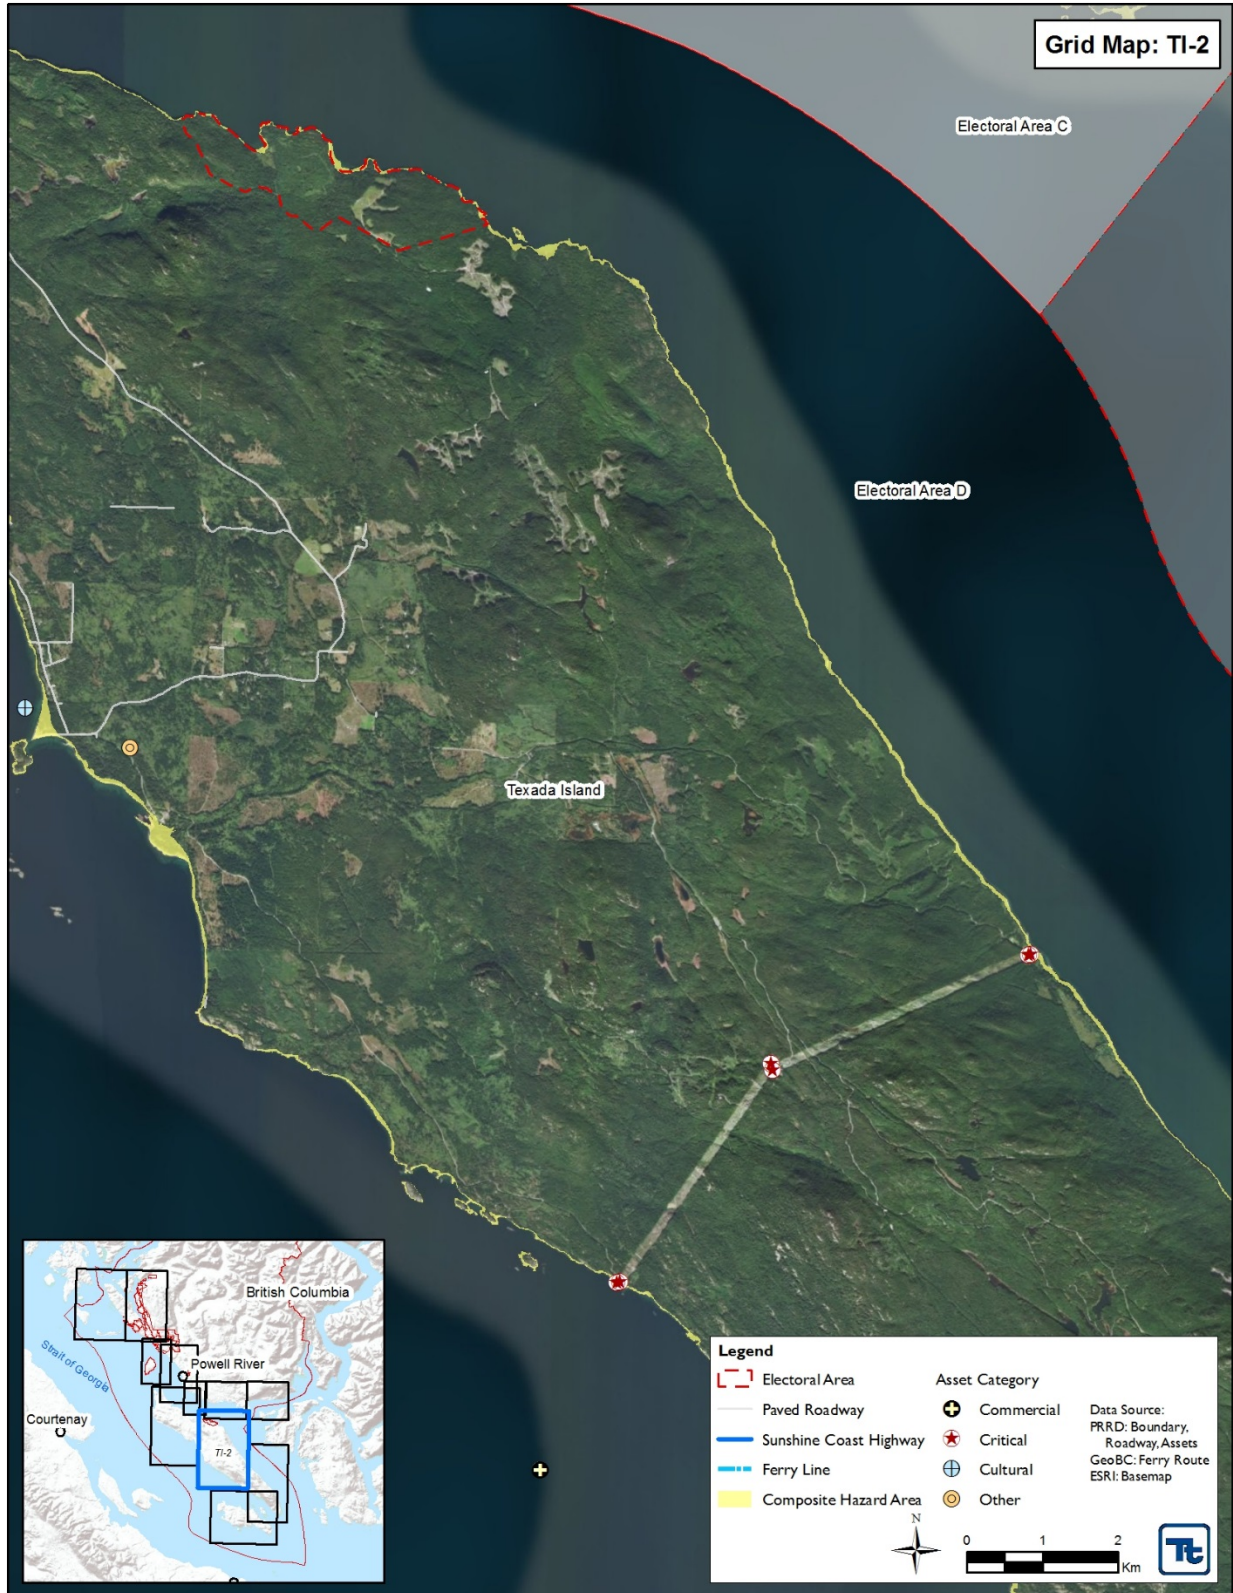 Grid Map: TI-2
Electoral Area C
Electoral Area D
Texada Island
British Columbia
Strait of Georgia
Powell River
Courtenay
TI-2
Legend
Electoral Area
Paved Roadway
Sunshine Coast Highway
Ferry Line
Composite Hazard Area
Asset Category
Commercial
Critical
Cultural
Other
Data Source:
PRRD: Boundary,
Roadway, Assets
GeoBC: Ferry Route
ESRI: Basemap
N
0 1 2
Km
Tt